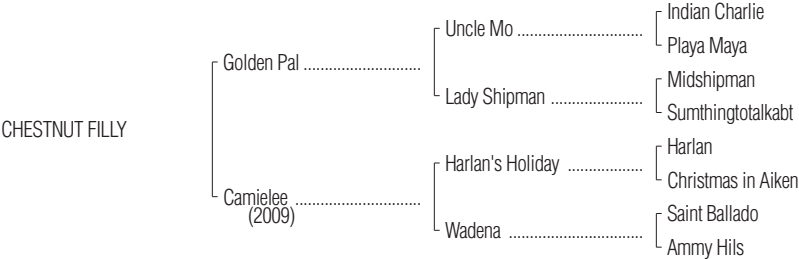 Indian Charlie
Uncle Mo ..............................
Playa Maya
Golden Pal ............................
Midshipman
Lady Shipman ......................
Sumthingtotalkabt
CHESTNUT FILLY
Harlan
Harlan's Holiday ..................
Christmas in Aiken
Camielee ..............................
(2009)
Saint Ballado
Wadena ................................
Ammy Hils